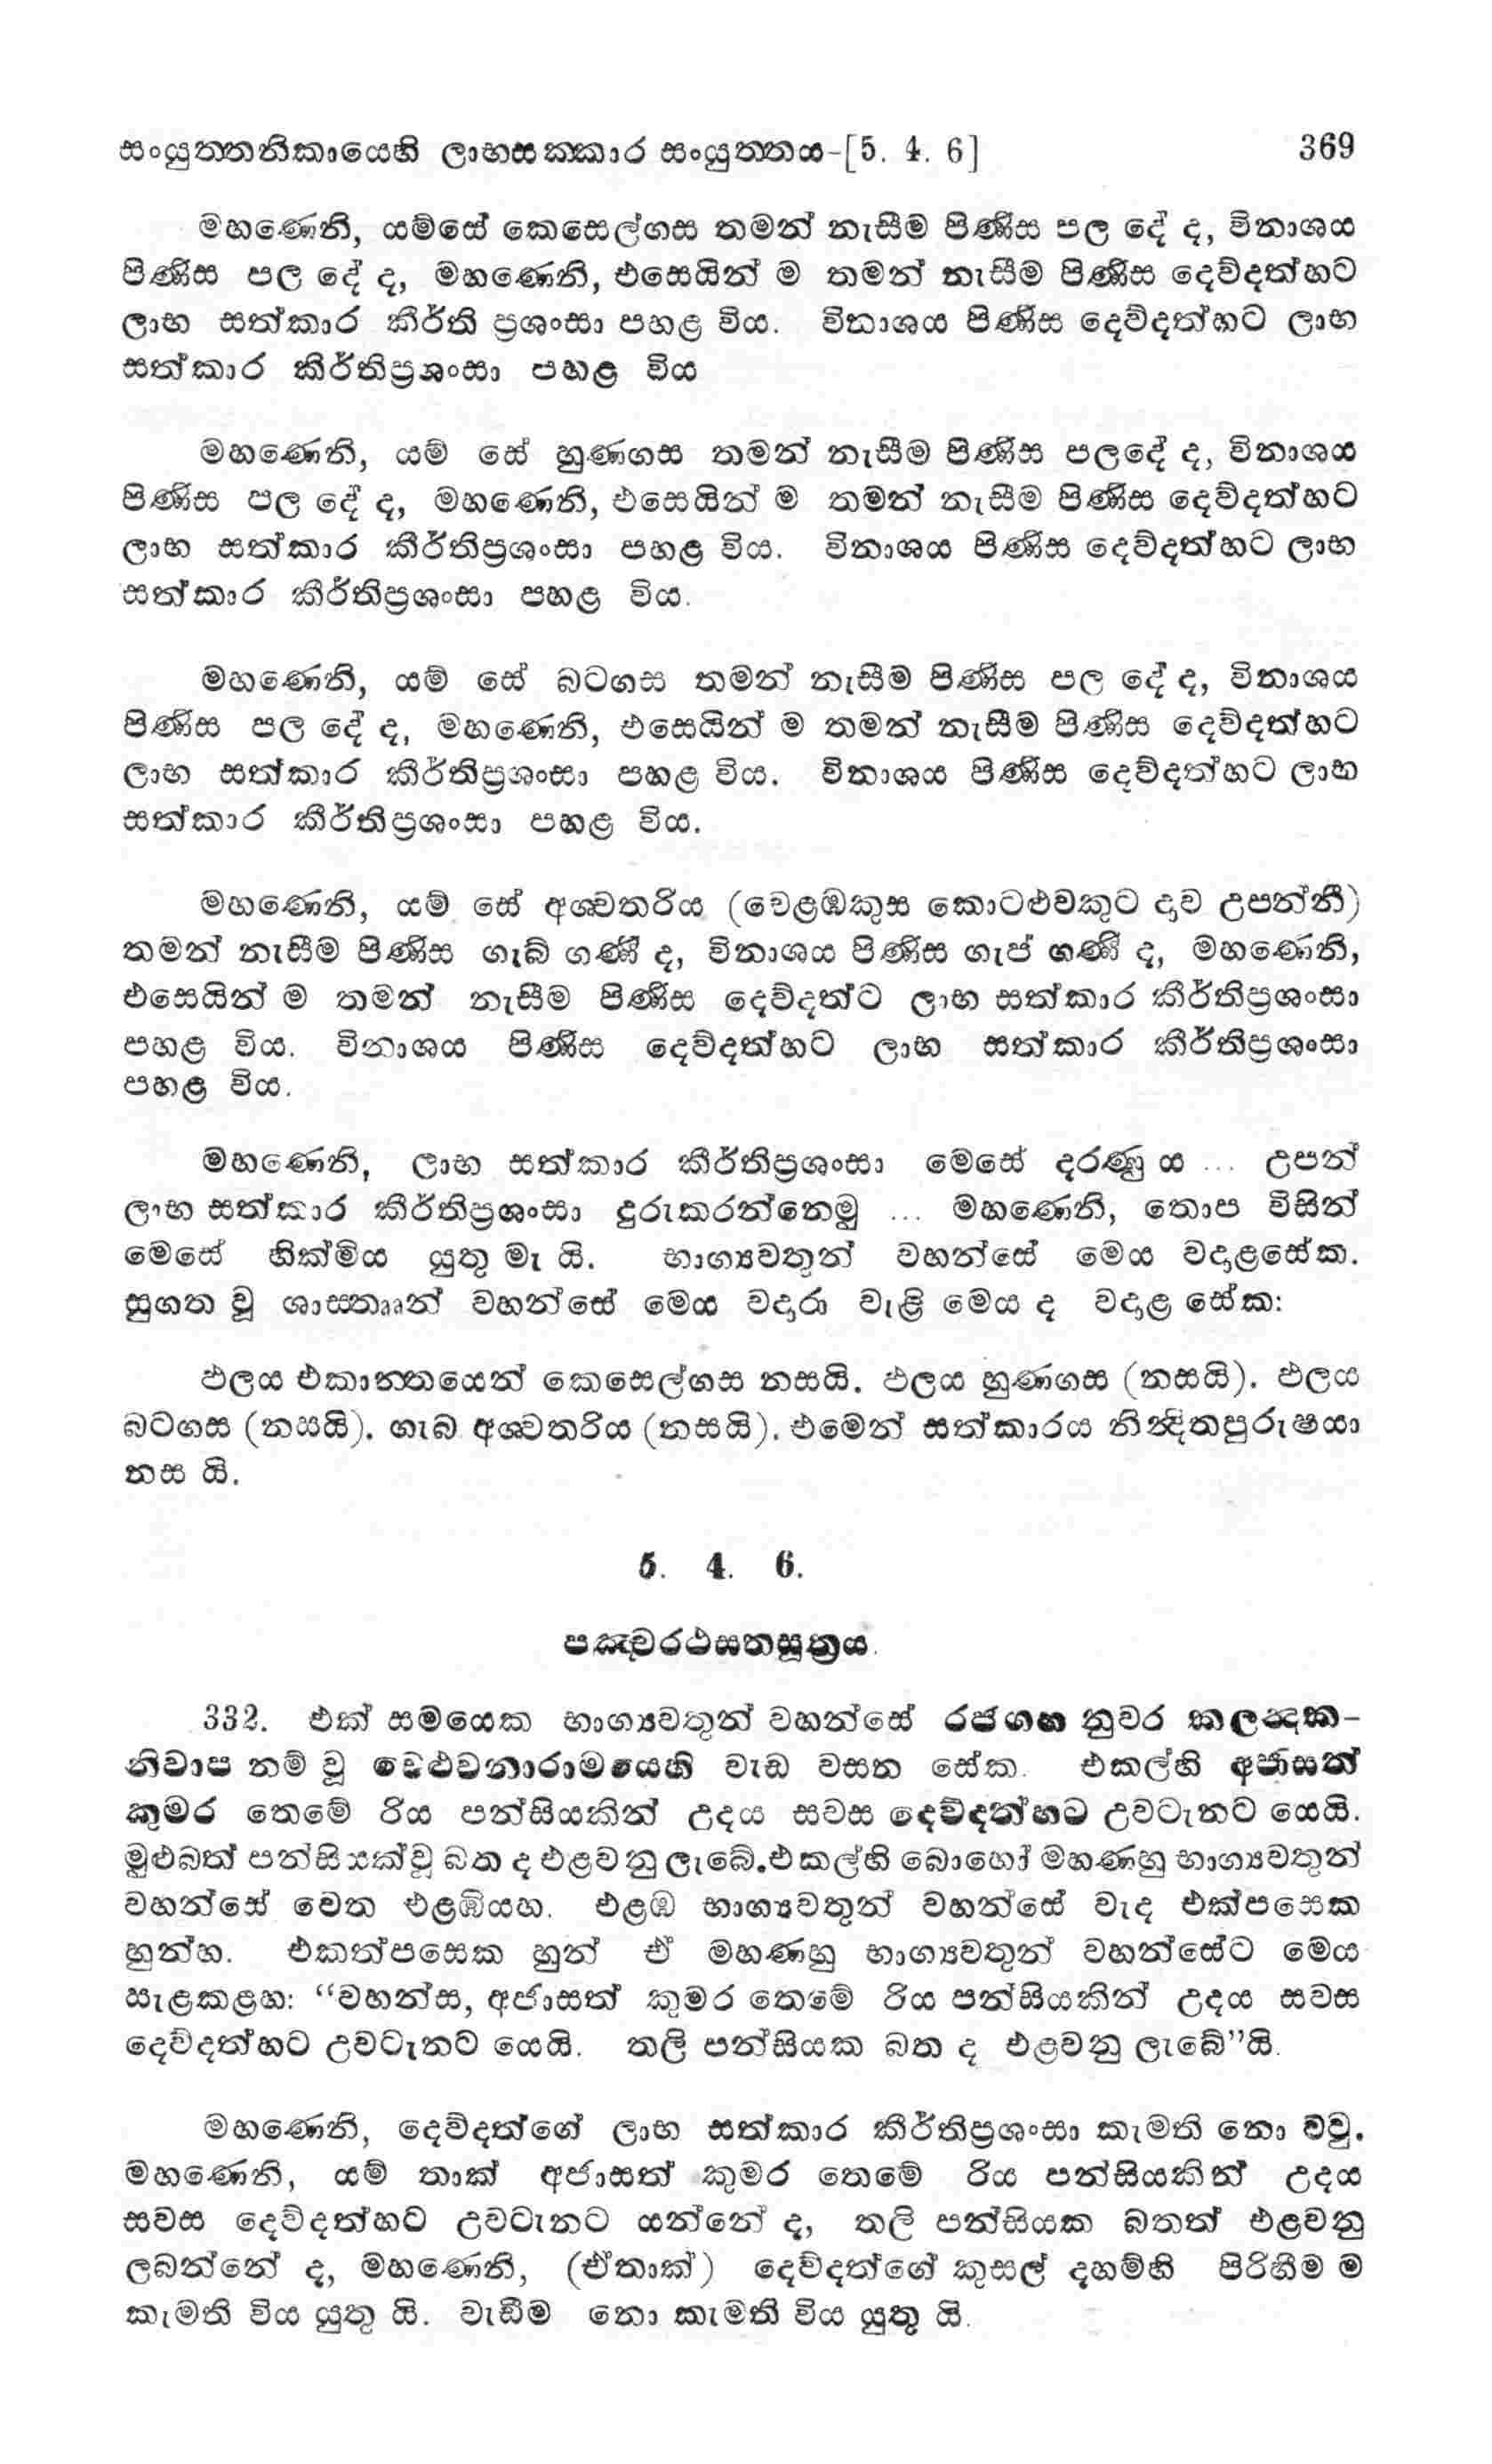 සංයුත්තනිකායෙහි ලාභසක්කාර සංයුත්තය-[5. 4. 6] 369
මහණෙනි, යම්සේ කෙසෙල්ගස තමන් නැසීම පිණිස පල දේ ද, විනාශය
පිණිස පල දේ ද, මහණෙනි, එසෙයින් ම තමන් නැසීම පිණිස දෙව්දත්හට
ලාභ සත්කාර කීර්ති ප්‍රශංසා පහළ විය. විනාශය පිණිස දෙව්දත්හට ලාභ
සත්කාර කීර්තිප්‍රශංසා පහළ විය
මහණෙනි, යම් සේ හුණගස තමන් නැසීම පිණිස පලදේ ද, විනාශය
පිණිස පල දේ ද, මහණෙනි, එසෙයින් ම තමන් නැසීම පිණිස දෙව්දත්හට
ලාභ සත්කාර කීර්තිප්‍රශංසා පහළ විය. විනාශය පිණිස දෙව්දත්හට ලාභ
සත්කාර කීර්තිප්‍රශංසා පහළ විය.
මහණෙනි, යම් සේ බටගස තමන් නැසීම පිණිස පල දේ ද, විනාශය
පිණිස පල දේ ද, මහණෙනි, එසෙයින් ම තමන් නැසීම පිණිස දෙව්දත්හට
ලාභ සත්කාර කීර්තිප්‍රශංසා පහළ විය. විනාශය පිණිස දෙව්දත්හට ලාභ
සත්කාර කීර්තිප්‍රශංසා පහළ විය.
මහණෙනි, යම් සේ අශ්වතරිය (වෙළඹකුස කොටළුවකුට දාව උපන්නී)
තමන් නැසීම පිණිස ගැබ් ගණී ද, විනාශය පිණිස ගැප් ගණී ද, මහණෙනි,
එසෙයින් ම තමන් නැසීම පිණිස දෙව්දත්ට ලාභ සත්කාර කීර්තිප්‍රශංසා
පහළ විය. විනාශය පිණිස දෙව්දත්හට ලාභ සත්කාර කීර්තිප්‍රශංසා
පහළ විය.
මහණෙනි, ලාභ සත්කාර කීර්තිප්‍රශංසා මෙසේ දරුණු ය ... උපන්
ලාභ සත්කාර කීර්තිප්‍රශංසා දුරුකරන්නෙමු ... මහණෙනි, තොප විසින්
මෙසේ හික්මිය යුතු මැ යි. භාග්‍යවතුන් වහන්සේ මෙය වදාළසේක.
සුගත වූ ශාස්තෲන් වහන්සේ මෙය වදාරා වැළි මෙය ද වදාළ සේක:
ඵලය එකාන්තයෙන් කෙසෙල්ගස නසයි. ඵලය හුණගස (නසයි). ඵලය
බටගස (නසයි). ගැබ අශ්වතරිය (නසයි). එමෙන් සත්කාරය නින්දිතපුරුෂයා
නස යි.
5. 4. 6.
පඤ්චරථසතසූත්‍රය.
332. එක් සමයෙක භාග්‍යවතුන් වහන්සේ රජගහ නුවර කලන්දක-
නිවාප නම් වූ වෙළුවනාරාමයෙහි වැඩ වසන සේක. එකල්හි අජාසත්
කුමර තෙමේ රිය පන්සියකින් උදය සවස දෙව්දත්හට උවටැනට යෙයි.
මුළුබත් පන්සියක්වූ බත ද එළවනු ලැබේ. එකල්හි බොහෝ මහණහු භාග්‍යවතුන්
වහන්සේ වෙත එළඹියහ. එළඹ භාග්‍යවතුන් වහන්සේ වැද එක්පසෙක
හුන්හ. එකත්පසෙක හුන් ඒ මහණහු භාග්‍යවතුන් වහන්සේට මෙය
සැළකළහ: “වහන්ස, අජාසත් කුමර තෙමේ රිය පන්සියකින් උදය සවස
දෙව්දත්හට උවටැනට යෙයි. තලි පන්සියක බත ද එළවනු ලැබේ”යි.
මහණෙනි, දෙව්දත්ගේ ලාභ සත්කාර කීර්තිප්‍රශංසා කැමති නො වවු.
මහණෙනි, යම් තාක් අජාසත් කුමර තෙමේ රිය පන්සියකින් උදය
සවස දෙව්දත්හට උවටැනට යන්නේ ද, තලි පන්සියක බතත් එළවනු
ලබන්නේ ද, මහණෙනි, (ඒතාක්) දෙව්දත්ගේ කුසල් දහම්හි පිරිහීම ම
කැමති විය යුතු යි. වැඩීම නො කැමති විය යුතු යි.